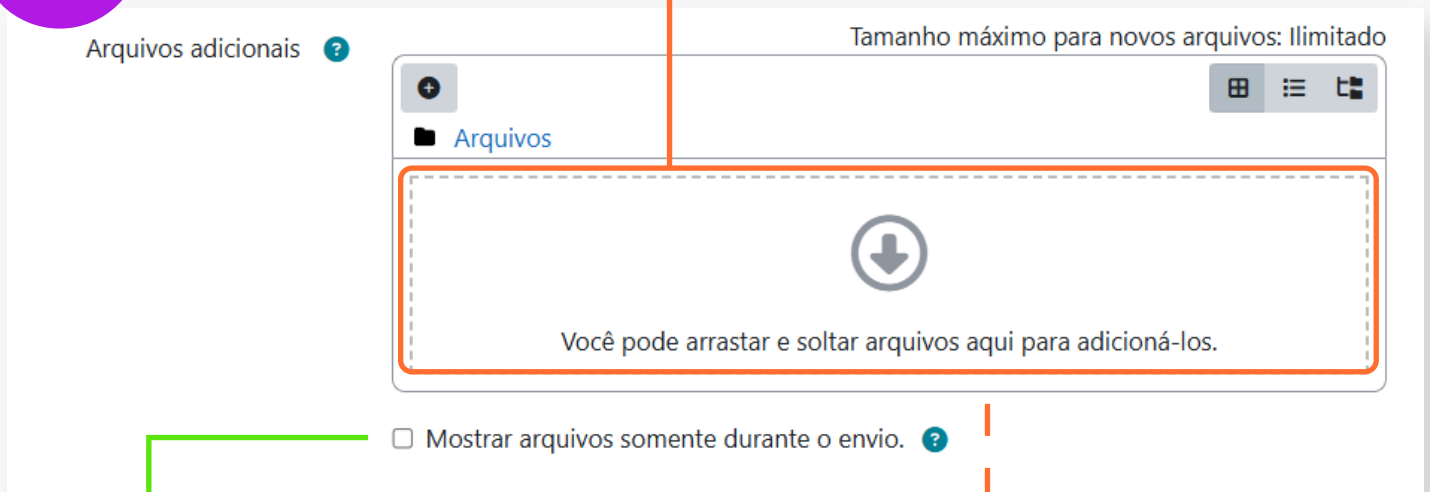 Tamanho máximo para novos arquivos: Ilimitado
Arquivos adicionais ?
Arquivos
Você pode arrastar e soltar arquivos aqui para adicioná-los.
Mostrar arquivos somente durante o envio. ?